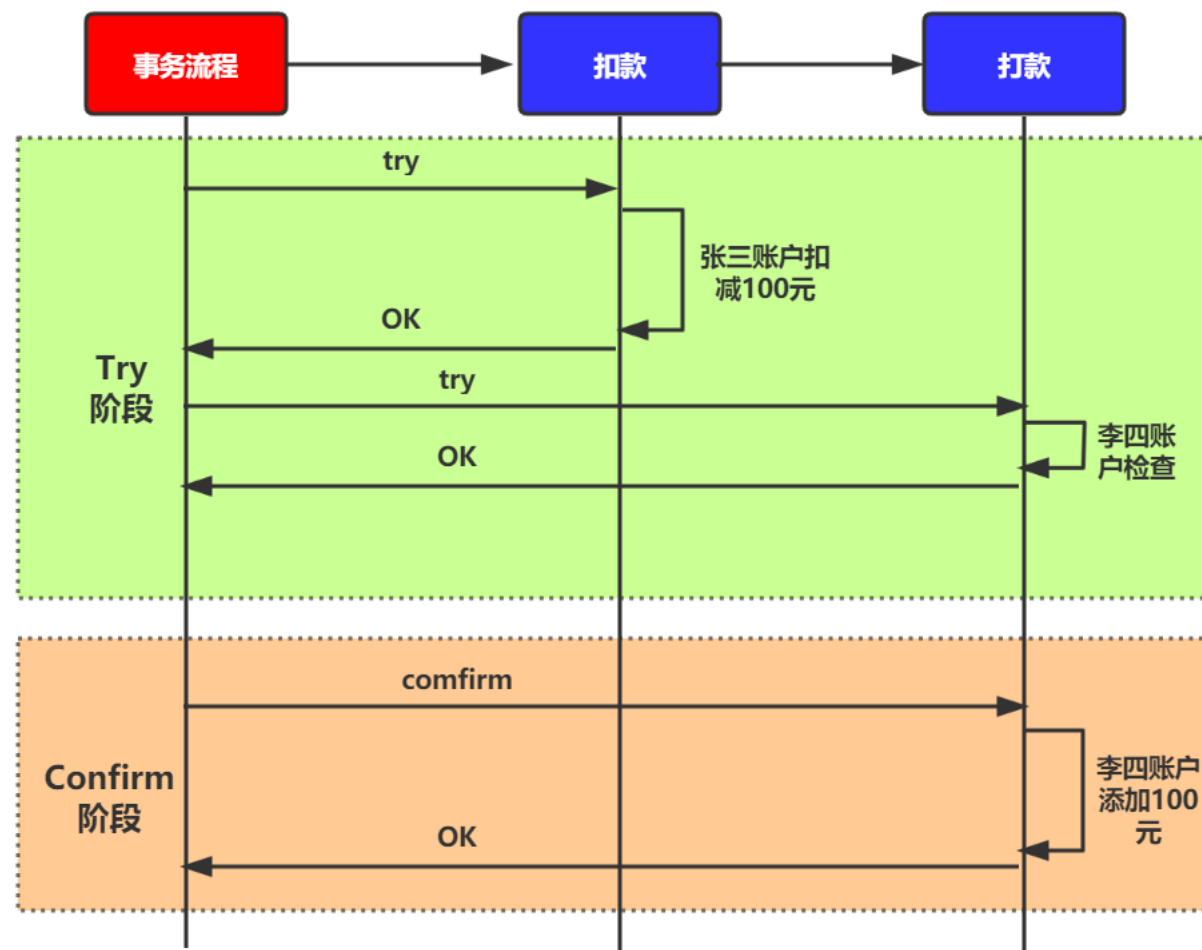 事务流程
扣款
打款
try
张三账户扣
减100元
OK
Try
阶段
try
李四账
户检查
OK
comfirm
Confirm
阶段
李四账户
添加100
元
OK